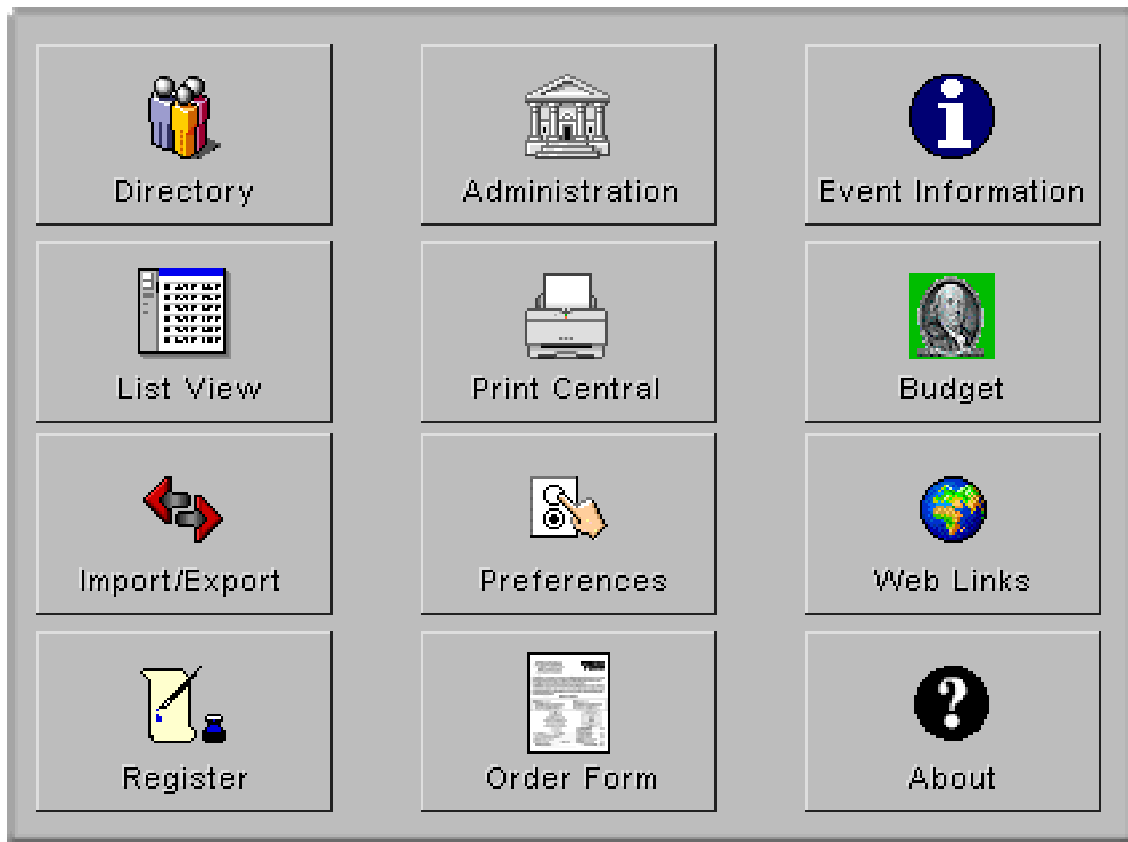 Directory
Administration
Event Information
List View
Print Central
Budget
Import/Export
Preferences
Web Links
Register
Order Form
About